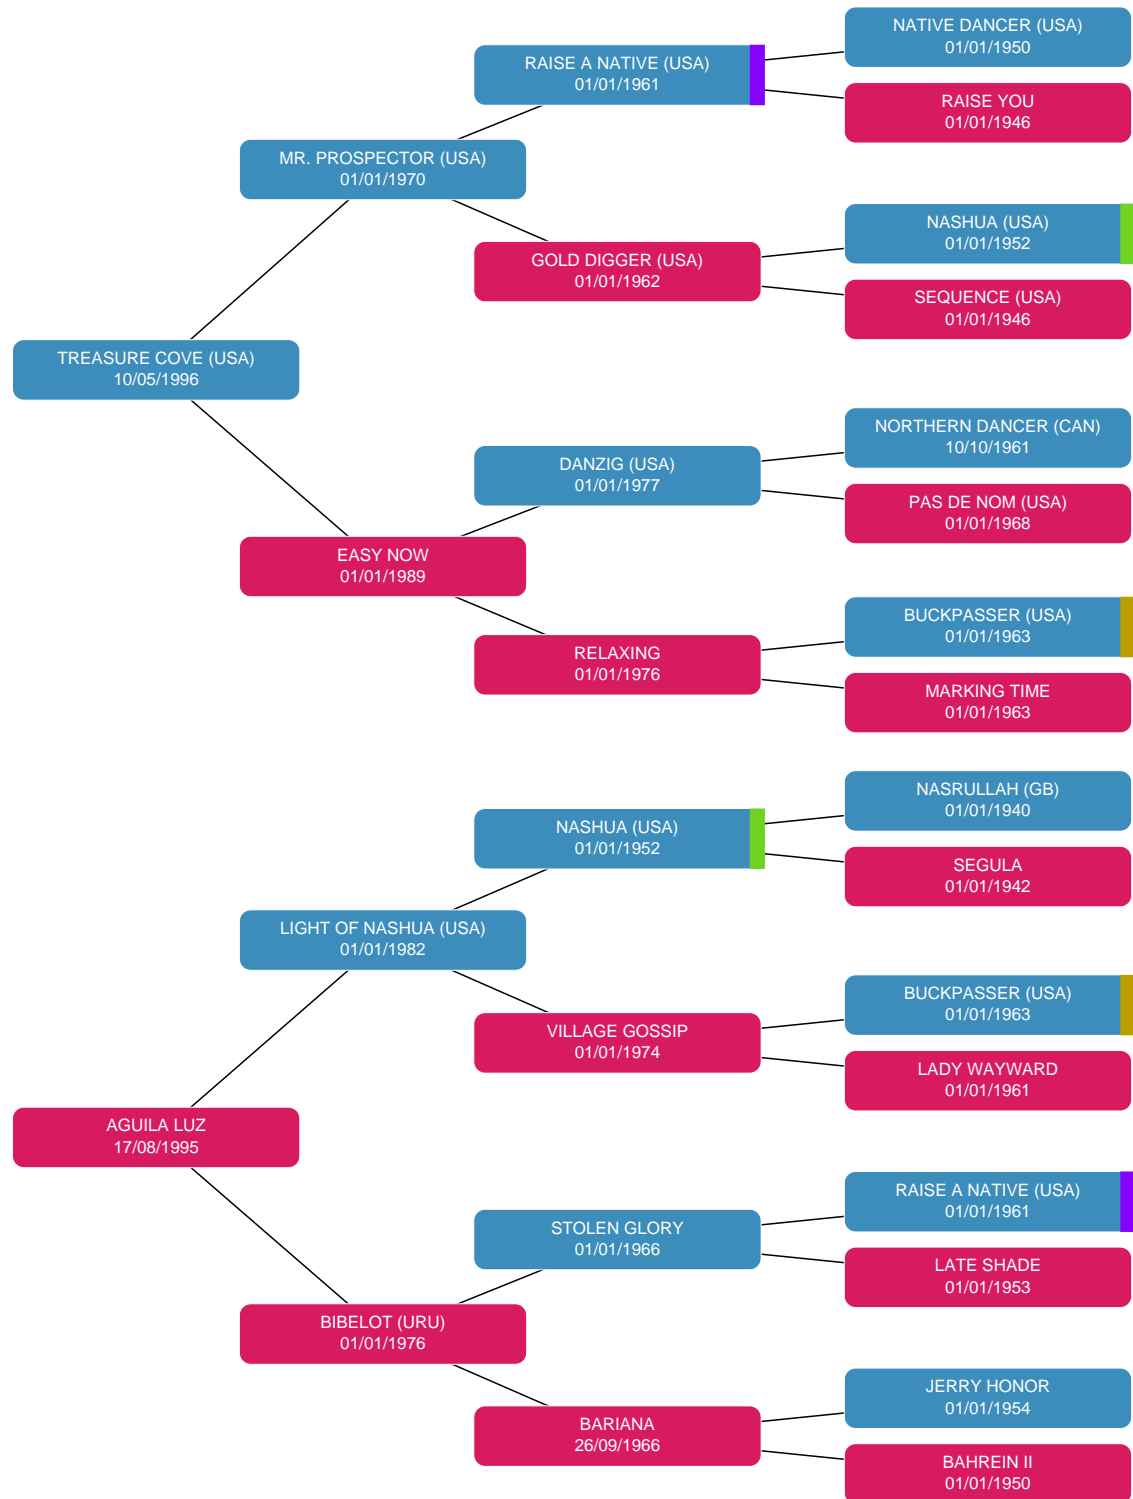 NATIVE DANCER (USA)
01/01/1950
RAISE A NATIVE (USA)
01/01/1961
RAISE YOU
01/01/1946
MR. PROSPECTOR (USA)
01/01/1970
NASHUA (USA)
01/01/1952
GOLD DIGGER (USA)
01/01/1962
SEQUENCE (USA)
01/01/1946
TREASURE COVE (USA)
10/05/1996
NORTHERN DANCER (CAN)
10/10/1961
DANZIG (USA)
01/01/1977
PAS DE NOM (USA)
01/01/1968
EASY NOW
01/01/1989
BUCKPASSER (USA)
01/01/1963
RELAXING
01/01/1976
MARKING TIME
01/01/1963
NASRULLAH (GB)
01/01/1940
NASHUA (USA)
01/01/1952
SEGULA
01/01/1942
LIGHT OF NASHUA (USA)
01/01/1982
BUCKPASSER (USA)
01/01/1963
VILLAGE GOSSIP
01/01/1974
LADY WAYWARD
01/01/1961
AGUILA LUZ
17/08/1995
RAISE A NATIVE (USA)
01/01/1961
STOLEN GLORY
01/01/1966
LATE SHADE
01/01/1953
BIBELOT (URU)
01/01/1976
JERRY HONOR
01/01/1954
BARIANA
26/09/1966
BAHREIN II
01/01/1950